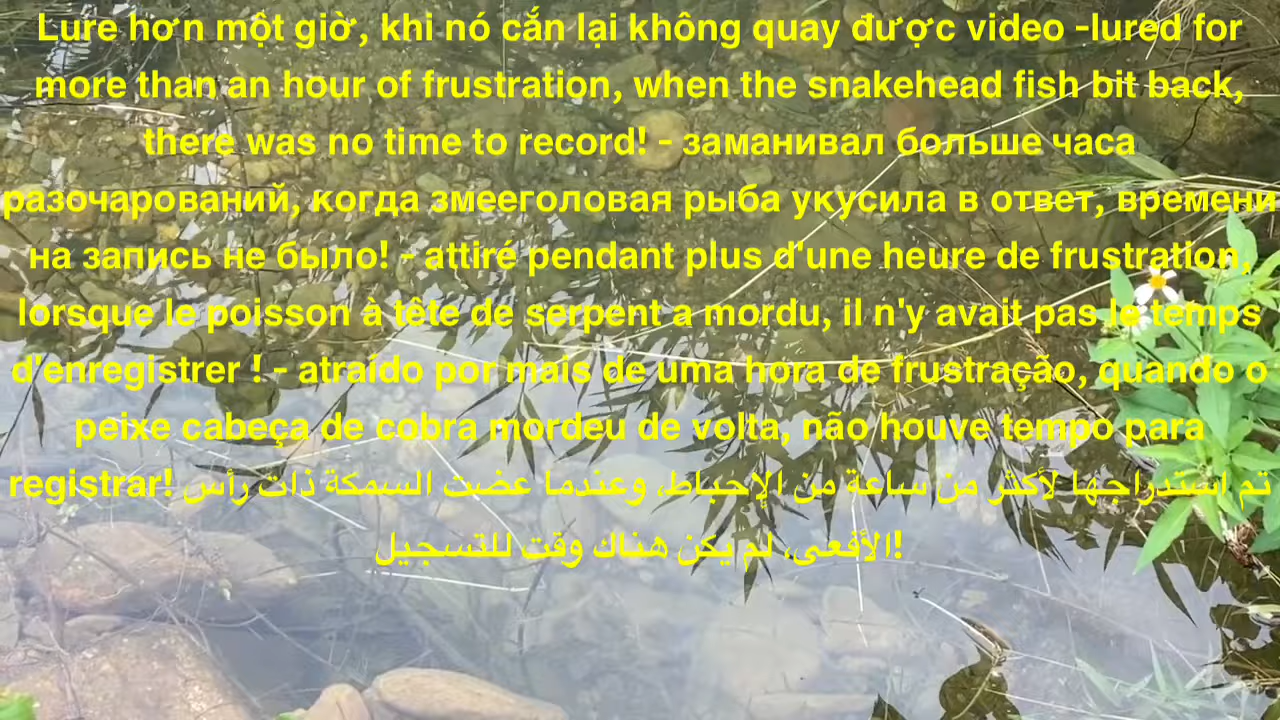 Lure hơn một giờ, khi nó cắn lại không quay được video -lured for
more than an hour of frustration, when the snakehead fish bit back,
there was no time to record! - заманивал больше часа
разочарований, когда змееголовая рыба укусила в ответ, времени
на запись не было! - attiré pendant plus d'une heure de frustration,
lorsque le poisson à tête de serpent a mordu, il n'y avait pas le temps
d'enregistrer ! - atraído por mais de uma hora de frustração, quando o
peixe cabeça de cobra mordeu de volta, não houve tempo para
registrar! تم استدراجها لأكثر من ساعة من الإحباط، وعندما عضت السمكة ذات رأس
الأفعى، لم يكن هناك وقت للتسجيل!